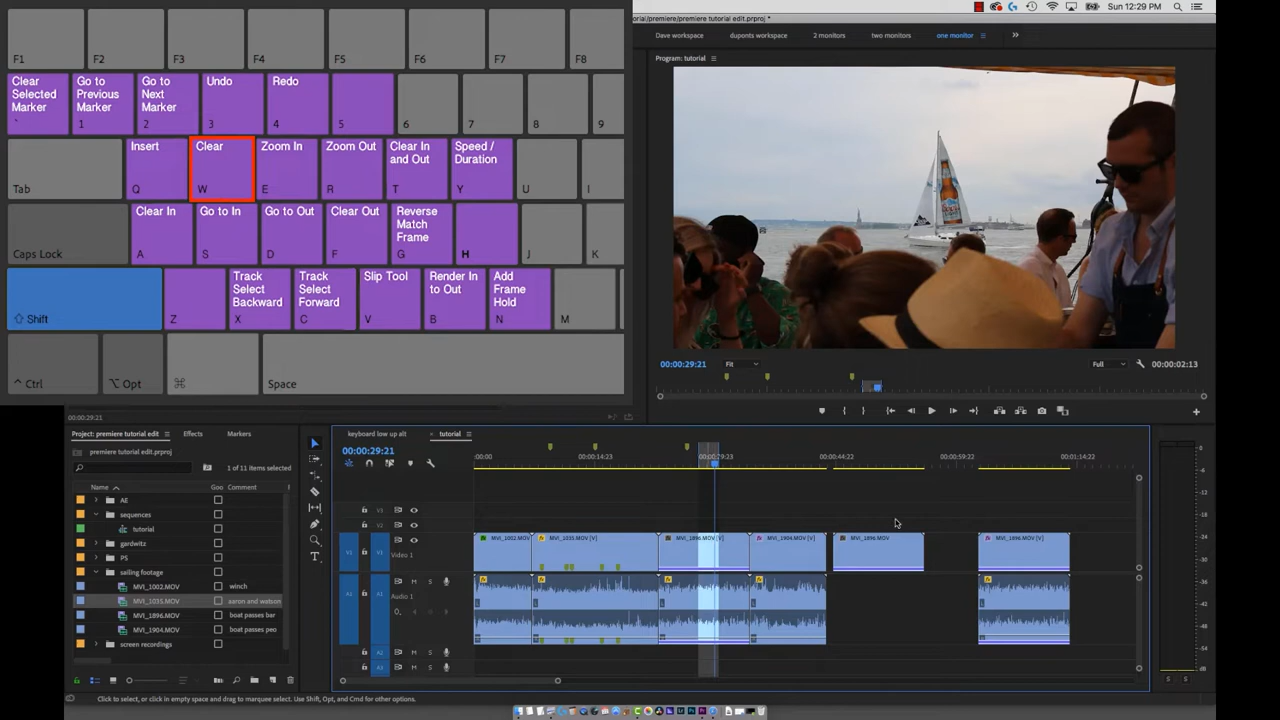 F1 F2 F3 F4 F5 F6 F7 F8
Clear
Selected
Marker
`
Go to
Previous
Marker
1
Go to
Next
Marker
2
Undo
3
Redo
4
5
6
7
8
9
Tab
Insert
Q
Clear
W
Zoom In
E
Zoom Out
R
Clear In
and Out
T
Speed /
Duration
Y
U
I
Caps Lock
Clear In
A
Go to In
S
Go to Out
D
Clear Out
F
Reverse
Match
Frame
G
H
J
K
Shift
Z
Track
Select
Backward
X
Track
Select
Forward
C
Slip Tool
V
Render In
to Out
B
Add
Frame
Hold
N
M
Ctrl
Opt
Space
Sun 12:29 PM
torial/premiere/premiere tutorial edit.prproj *
Dave workspace duponts workspace 2 monitors two monitors one monitor
Program: tutorial
00:00:29:21 Fit Full 00:00:02:13
00:00:29:21
Project: premiere tutorial edit Effects Markers
premiere tutorial edit.prproj
1 of 11 items selected
Name Goo Comment
AE
sequences
tutorial
gardwitz
PS
sailing footage
MVI_1002.MOV winch
MVI_1035.MOV aaron and watson
MVI_1896.MOV boat passes bar
MVI_1904.MOV boat passes peo
screen recordings
keyboard low up alt tutorial
00:00:29:21
:00:00 00:00:14:23 00:00:29:23 00:00:44:22 00:00:59:22 00:01:14:22
V3
V2
V1 V1 Video 1
MVI_1002.MOV MVI_1035.MOV [V] MVI_1896.MOV [V] MVI_1904.MOV [V] MVI_1896.MOV MVI_1896.MOV [V]
A1 A1 M S
Audio 1
A2 M S
A3 M S
Click to select, or click in empty space and drag to marquee select. Use Shift, Opt, and Cmd for other options.
S S